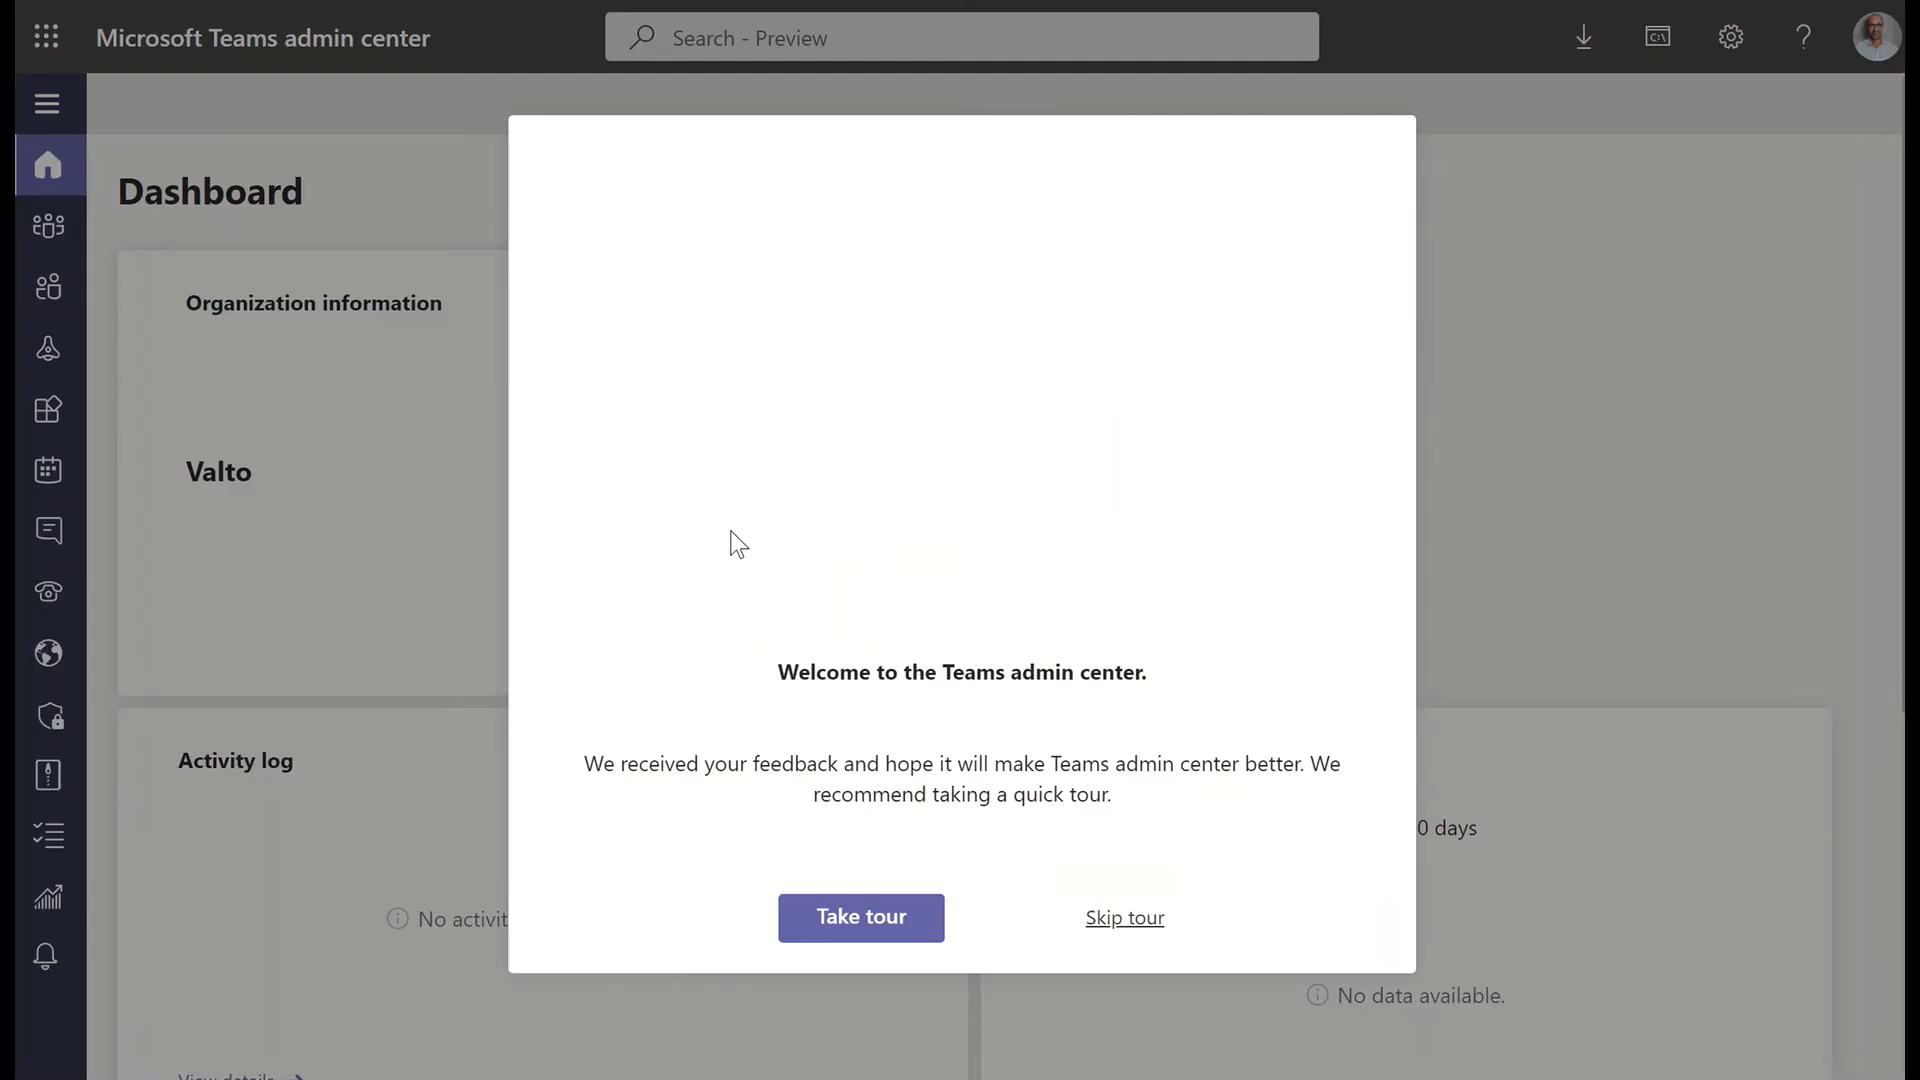 Microsoft Teams admin center
Search - Preview
C:\
Dashboard
Organization information
Valto
Welcome to the Teams admin center.
We received your feedback and hope it will make Teams admin center better. We
recommend taking a quick tour.
Take tour
Skip tour
Activity log
No activit
0 days
No data available.
View details